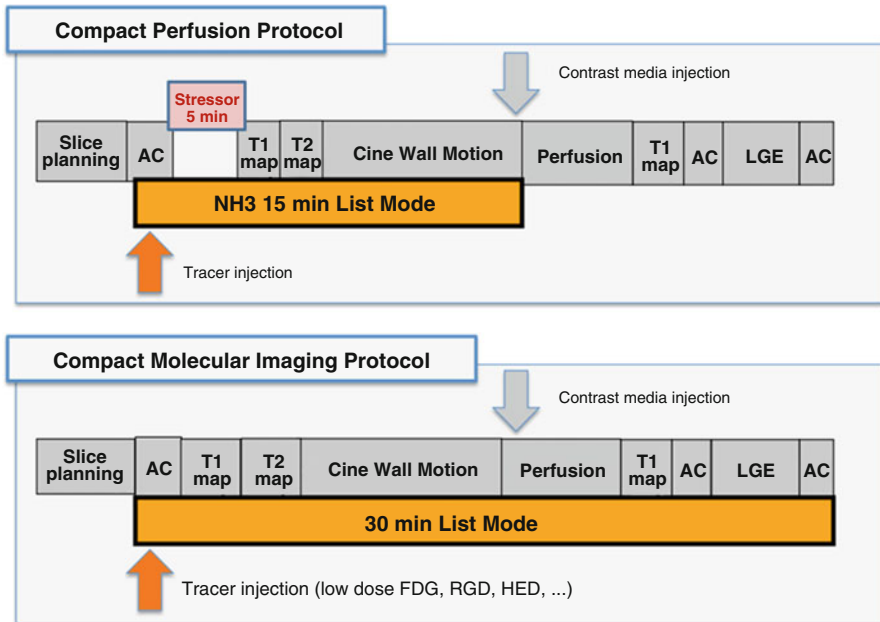 Compact Perfusion Protocol
Contrast media injection
Stressor
5 min
Slice
planning
AC
T1
map
T2
map
Cine Wall Motion
Perfusion
T1
map
AC
LGE
AC
NH3 15 min List Mode
Tracer injection
Compact Molecular Imaging Protocol
Contrast media injection
Slice
planning
AC
T1
map
T2
map
Cine Wall Motion
Perfusion
T1
map
AC
LGE
AC
30 min List Mode
Tracer injection (low dose FDG, RGD, HED, ...)